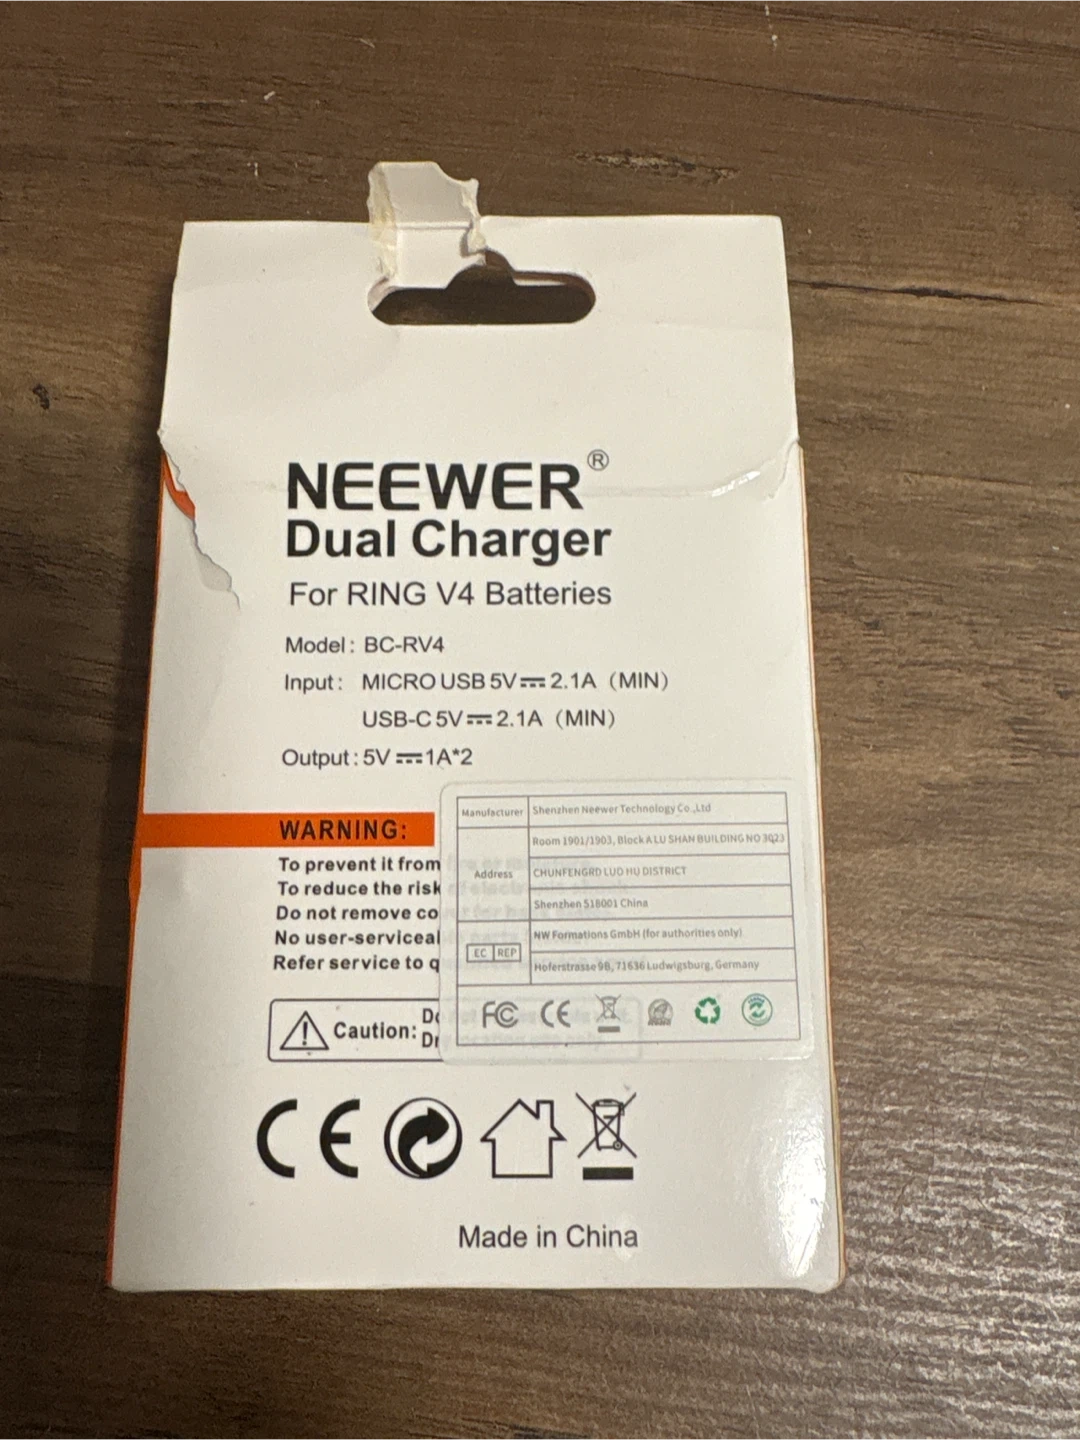 NEEWER®
Dual Charger
For RING V4 Batteries
Model: BC-RV4
Input: MICRO USB 5V⎓2.1A (MIN)
USB-C 5V⎓2.1A (MIN)
Output: 5V⎓1A*2
WARNING:
To prevent it from
To reduce the risk
Do not remove co
No user-serviceal
Refer service to q
Caution:
Manufacturer Shenzhen Neewer Technology Co.,Ltd
Address Room 1901/1903, Block A LU SHAN BUILDING NO 3023
CHUNFENGRD LUO HU DISTRICT
Shenzhen 518001 China
EC REP NW Formations GmbH (for authorities only)
Hoferstrasse 9B, 71636 Ludwigsburg, Germany
FC CE
CE
Made in China